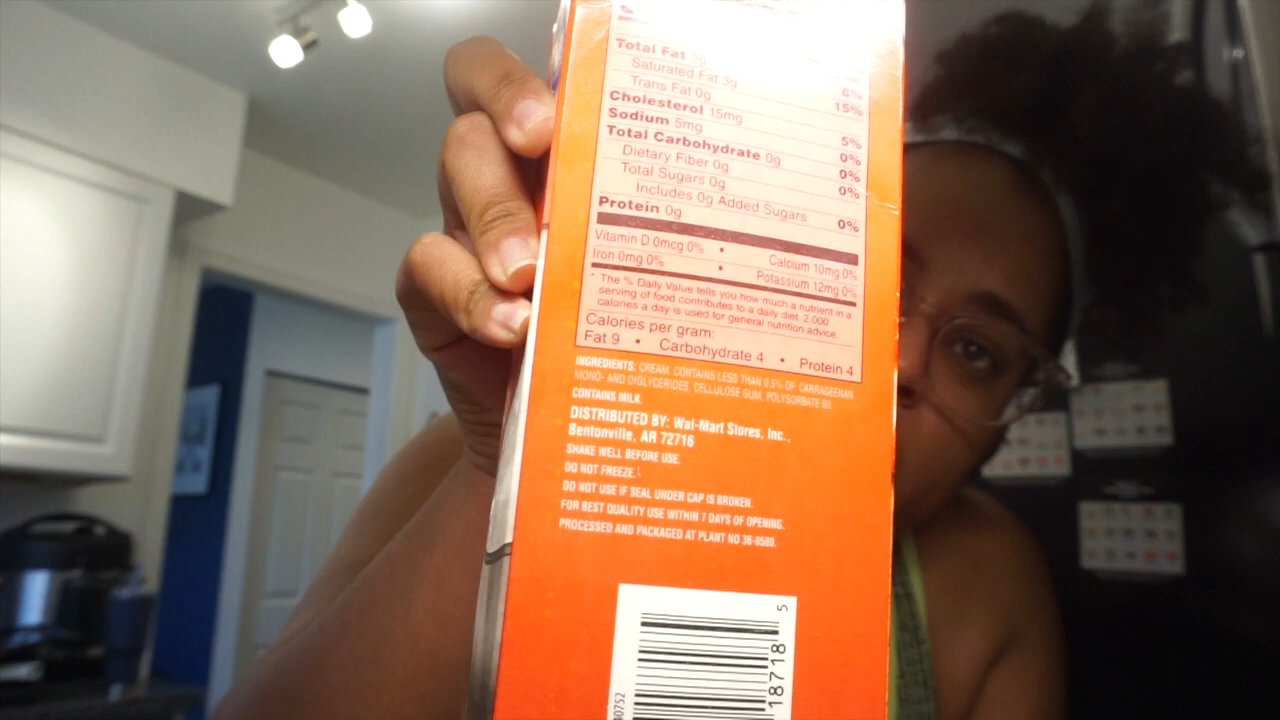 Total Fat 5g 6%
Saturated Fat 3g 15%
Trans Fat 0g
Cholesterol 15mg 5%
Sodium 5mg 0%
Total Carbohydrate 0g 0%
Dietary Fiber 0g 0%
Total Sugars 0g
Includes 0g Added Sugars 0%
Protein 0g
Vitamin D 0mcg 0% • Calcium 10mg 0%
Iron 0mg 0% • Potassium 12mg 0%
* The % Daily Value tells you how much a nutrient in a
serving of food contributes to a daily diet. 2,000
calories a day is used for general nutrition advice.
Calories per gram:
Fat 9 • Carbohydrate 4 • Protein 4
INGREDIENTS: CREAM. CONTAINS LESS THAN 0.5% OF: CARRAGEENAN,
MONO- AND DIGLYCERIDES, CELLULOSE GUM, POLYSORBATE 80.
CONTAINS MILK.
DISTRIBUTED BY: Wal-Mart Stores, Inc.,
Bentonville, AR 72716
SHAKE WELL BEFORE USE.
DO NOT FREEZE.
DO NOT USE IF SEAL UNDER CAP IS BROKEN.
FOR BEST QUALITY USE WITHIN 7 DAYS OF OPENING.
PROCESSED AND PACKAGED AT PLANT NO 36-0580.
5
18718